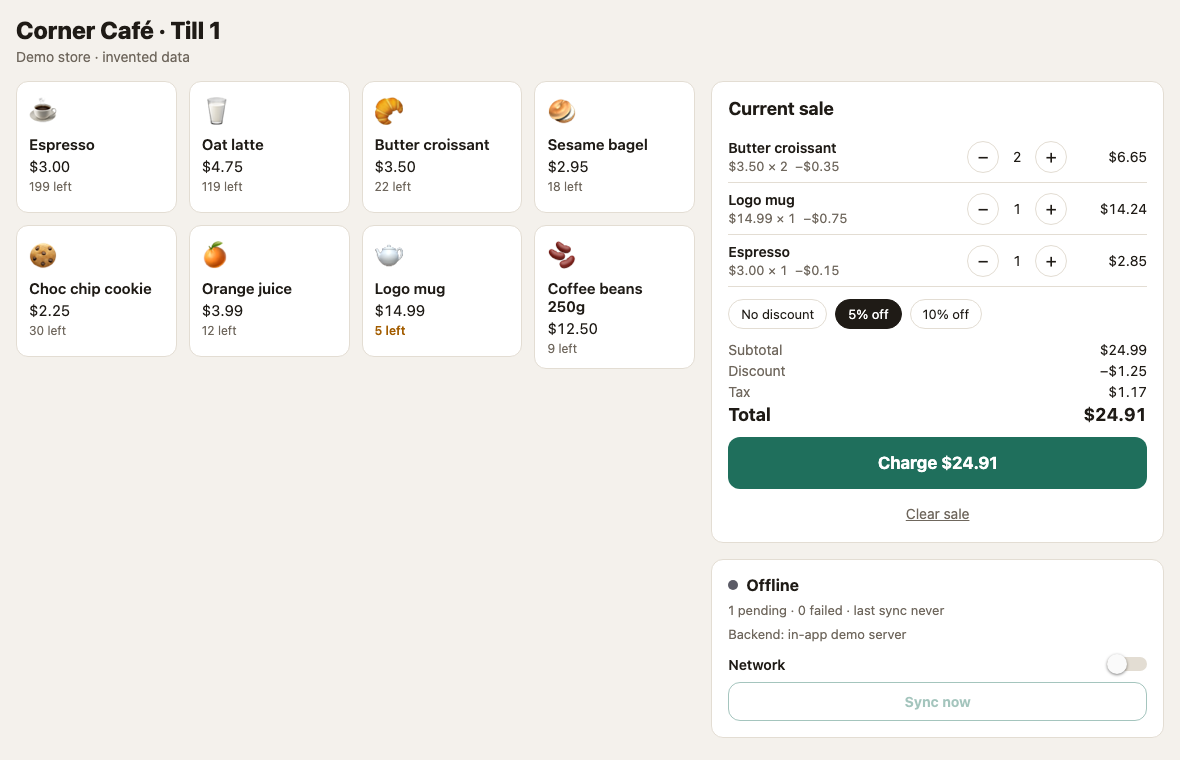 Corner Café · Till 1
Demo store · invented data
Espresso
$3.00
199 left
Oat latte
$4.75
119 left
Butter croissant
$3.50
22 left
Sesame bagel
$2.95
18 left
Choc chip cookie
$2.25
30 left
Orange juice
$3.99
12 left
Logo mug
$14.99
5 left
Coffee beans
250g
$12.50
9 left
Current sale
Butter croissant
$3.50 × 2 –$0.35
− 2 + $6.65
Logo mug
$14.99 × 1 –$0.75
− 1 + $14.24
Espresso
$3.00 × 1 –$0.15
− 1 + $2.85
No discount 5% off 10% off
Subtotal $24.99
Discount –$1.25
Tax $1.17
Total $24.91
Charge $24.91
Clear sale
Offline
1 pending · 0 failed · last sync never
Backend: in-app demo server
Network
Sync now